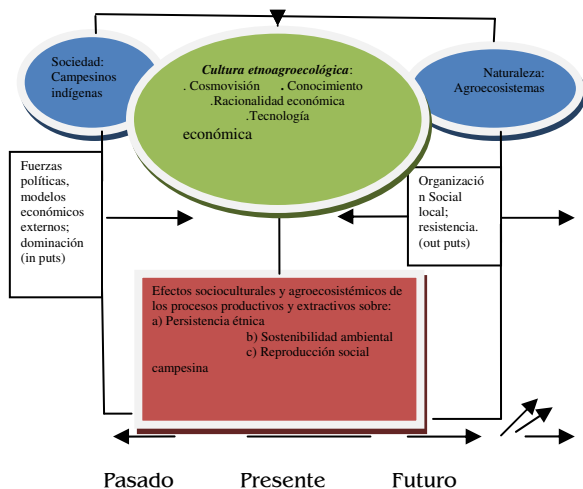 Sociedad:
Campesinos
indígenas
Cultura etnoagroecológica:
. Cosmovisión . Conocimiento
.Racionalidad económica
.Tecnología
económica
Naturaleza:
Agroecosistemas
Fuerzas
políticas,
modelos
económicos
externos;
dominación
(in puts)
Organizació
n Social
local;
resistencia.
(out puts)
Efectos socioculturales y agroecosistémicos de
los procesos productivos y extractivos sobre:
a) Persistencia étnica
b) Sostenibilidad ambiental
c) Reproducción social
campesina
Pasado Presente Futuro